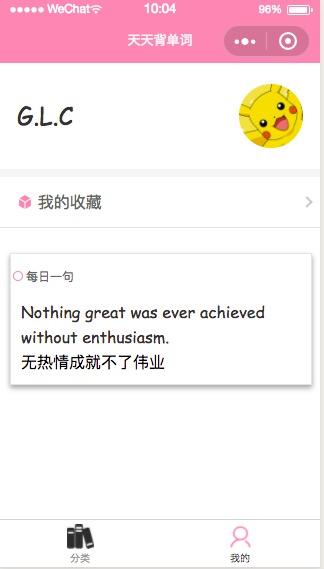 WeChat 10:04 96%
天天背单词
G.L.C
我的收藏
每日一句
Nothing great was ever achieved
without enthusiasm.
无热情成就不了伟业
分类 我的